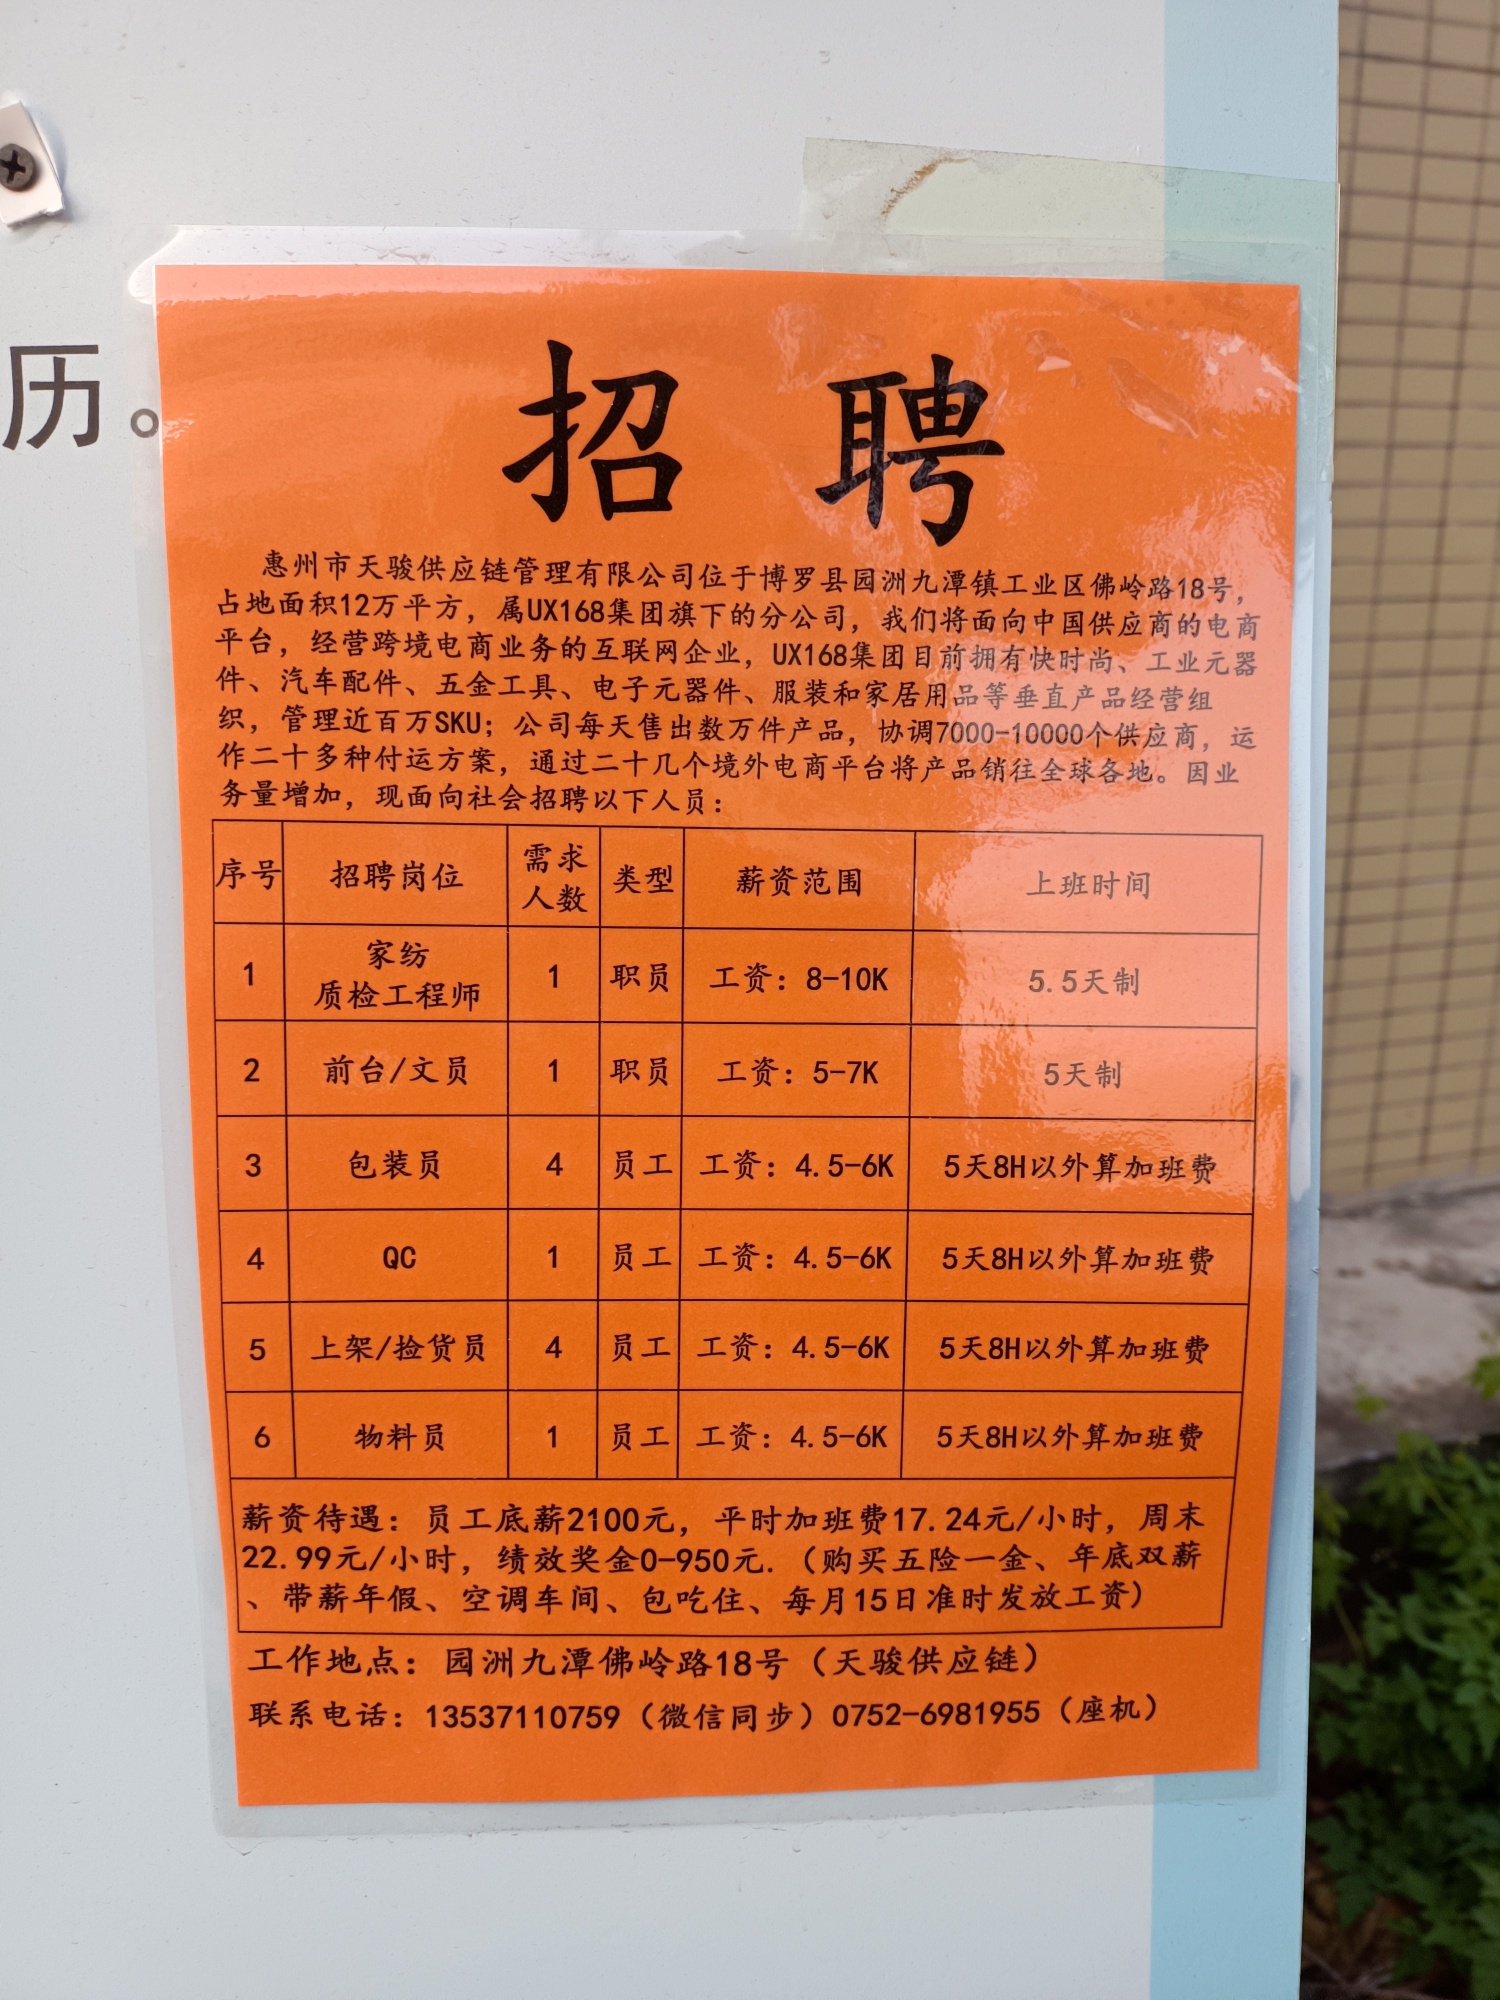 历。
招 聘
惠州市天骏供应链管理有限公司位于博罗县园洲九潭镇工业区佛岭路18号，
占地面积12万平方，属UX168集团旗下的分公司，我们将面向中国供应商的电商
平台，经营跨境电商业务的互联网企业，UX168集团目前拥有快时尚、工业元器
件、汽车配件、五金工具、电子元器件、服装和家居用品等垂直产品经营组
织，管理近百万SKU；公司每天售出数万件产品，协调7000-10000个供应商，运
作二十多种付运方案，通过二十几个境外电商平台将产品销往全球各地。因业
务量增加，现面向社会招聘以下人员：
序号 招聘岗位 需求人数 类型 薪资范围 上班时间
1 家纺质检工程师 1 职员 工资：8-10K 5.5天制
2 前台/文员 1 职员 工资：5-7K 5天制
3 包装员 4 员工 工资：4.5-6K 5天8H以外算加班费
4 QC 1 员工 工资：4.5-6K 5天8H以外算加班费
5 上架/捡货员 4 员工 工资：4.5-6K 5天8H以外算加班费
6 物料员 1 员工 工资：4.5-6K 5天8H以外算加班费
薪资待遇：员工底薪2100元，平时加班费17.24元/小时，周末
22.99元/小时，绩效奖金0-950元.（购买五险一金、年底双薪
、带薪年假、空调车间、包吃住、每月15日准时发放工资）
工作地点：园洲九潭佛岭路18号（天骏供应链）
联系电话：13537110759（微信同步）0752-6981955（座机）